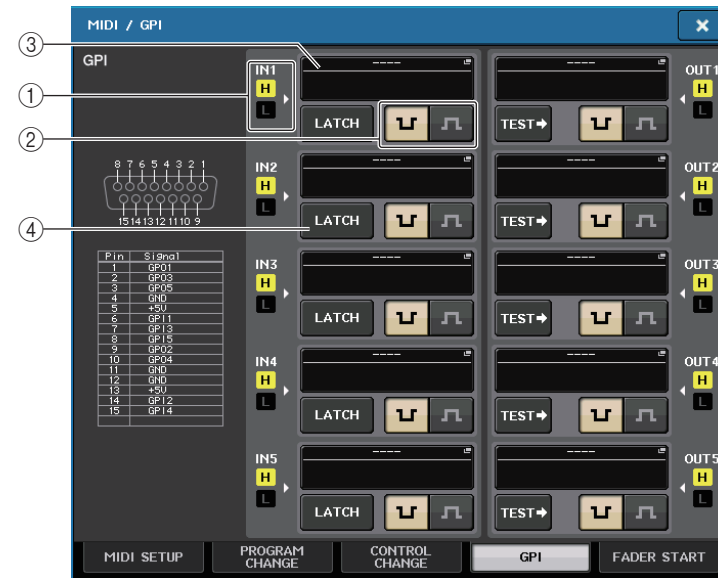 MIDI / GPI
×
GPI
③
①
②
④
IN1
H
L
----
LATCH
----
TEST
OUT1
H
L
IN2
H
L
----
LATCH
----
TEST
OUT2
H
L
IN3
H
L
----
LATCH
----
TEST
OUT3
H
L
IN4
H
L
----
LATCH
----
TEST
OUT4
H
L
IN5
H
L
----
LATCH
----
TEST
OUT5
H
L
8 7 6 5 4 3 2 1
15 14 13 12 11 10 9
Pin Signal
1 GPO1
2 GPO3
3 GPO5
4 GND
5 +5V
6 GPI1
7 GPI3
8 GPI5
9 GPO2
10 GPO4
11 GND
12 GND
13 +5V
14 GPI2
15 GPI4
MIDI SETUP
PROGRAM
CHANGE
CONTROL
CHANGE
GPI
FADER START